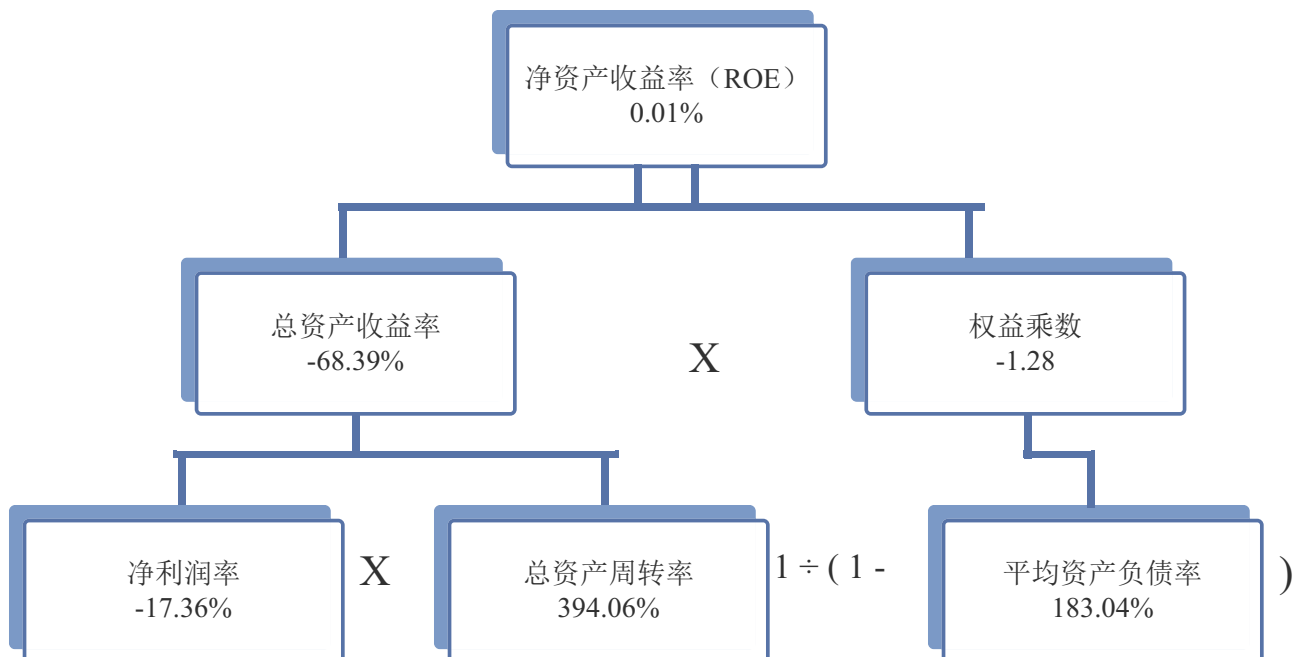 净资产收益率（ROE）
0.01%
总资产收益率
-68.39%
X
权益乘数
-1.28
净利润率
-17.36%
X
总资产周转率
394.06%
1 ÷ ( 1 -
平均资产负债率
183.04%
)